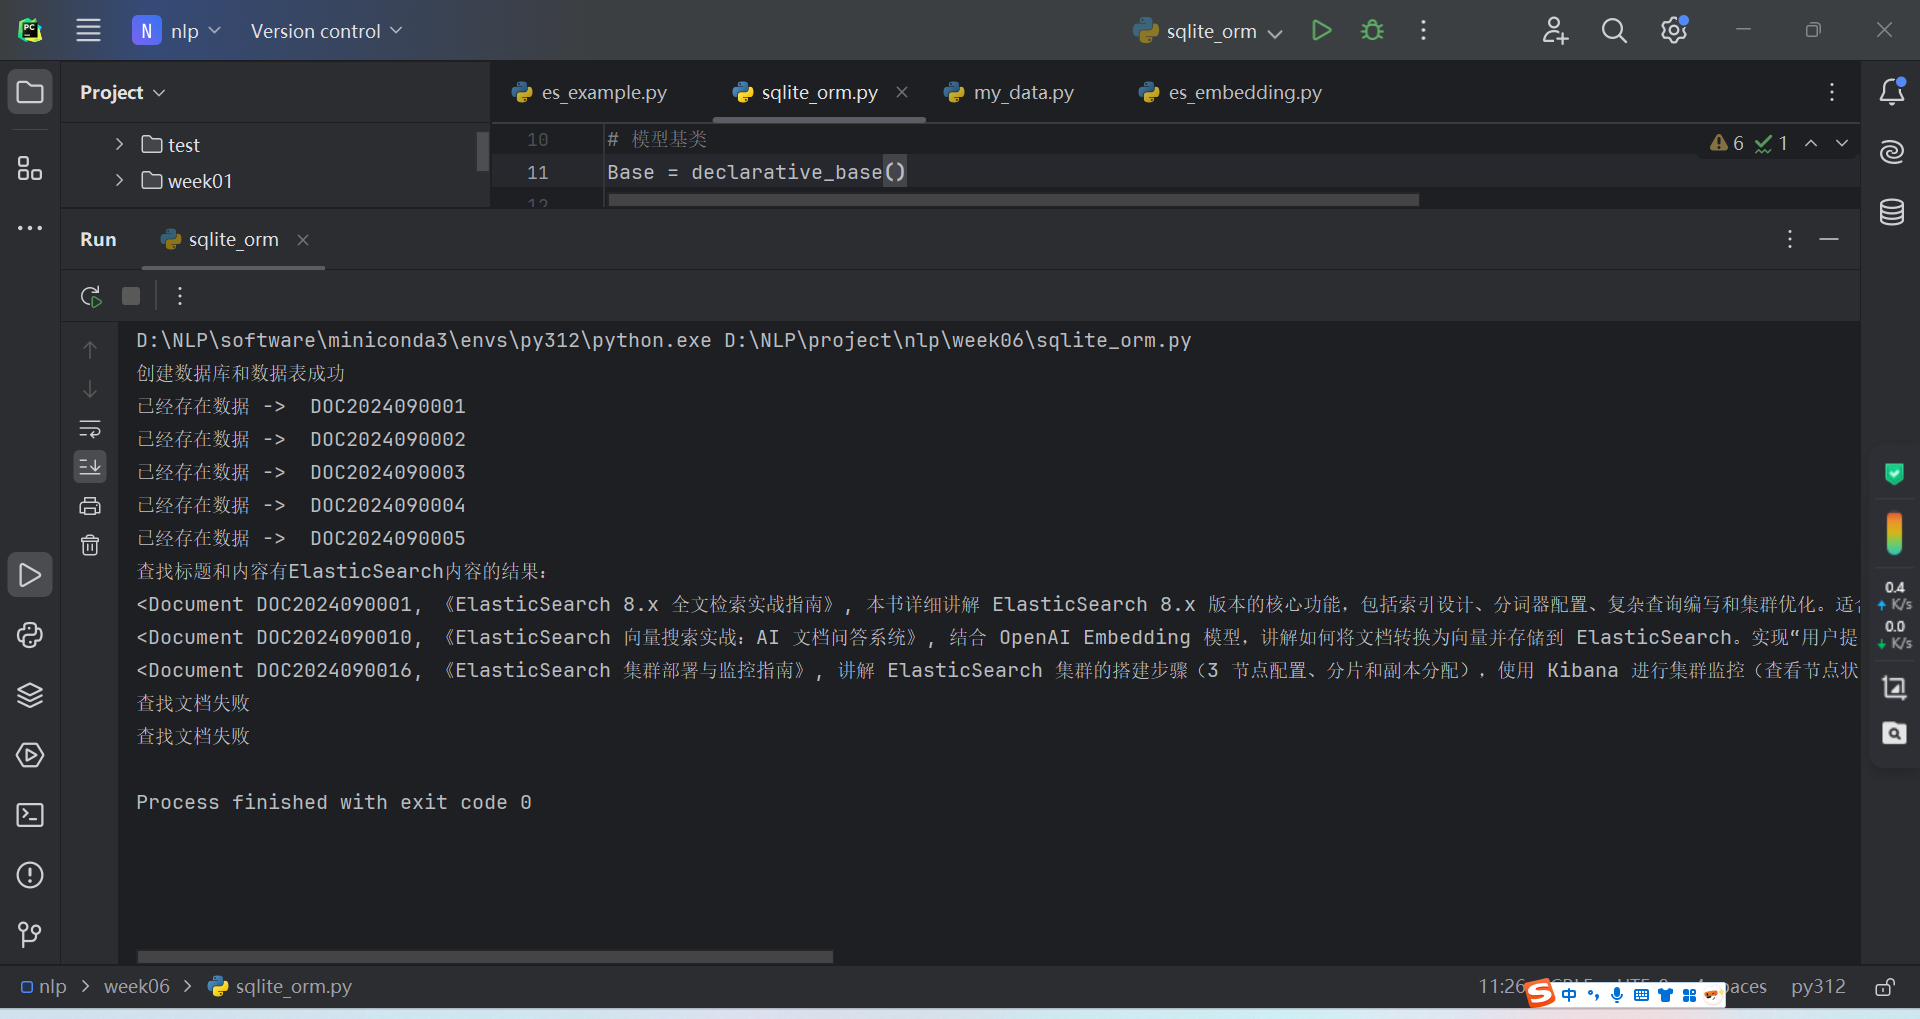 N nlp Version control sqlite_orm
Project
es_example.py sqlite_orm.py my_data.py es_embedding.py
test
week01
10 # 模型基类
6 1
11 Base = declarative_base()
12
Run sqlite_orm
D:\NLP\software\miniconda3\envs\py312\python.exe D:\NLP\project\nlp\week06\sqlite_orm.py
创建数据库和数据表成功
已经存在数据 -> DOC2024090001
已经存在数据 -> DOC2024090002
已经存在数据 -> DOC2024090003
已经存在数据 -> DOC2024090004
已经存在数据 -> DOC2024090005
查找标题和内容有ElasticSearch内容的结果:
<Document DOC2024090001, 《ElasticSearch 8.x 全文检索实战指南》, 本书详细讲解 ElasticSearch 8.x 版本的核心功能，包括索引设计、分词器配置、复杂查询编写和集群优化。适合
<Document DOC2024090010, 《ElasticSearch 向量搜索实战：AI 文档问答系统》, 结合 OpenAI Embedding 模型，讲解如何将文档转换为向量并存储到 ElasticSearch。实现“用户提
<Document DOC2024090016, 《ElasticSearch 集群部署与监控指南》, 讲解 ElasticSearch 集群的搭建步骤（3 节点配置、分片和副本分配），使用 Kibana 进行集群监控（查看节点状
查找文档失败
查找文档失败
Process finished with exit code 0
0.4
K/s
0.0
K/s
nlp > week06 > sqlite_orm.py
11:26 paces py312
S 中